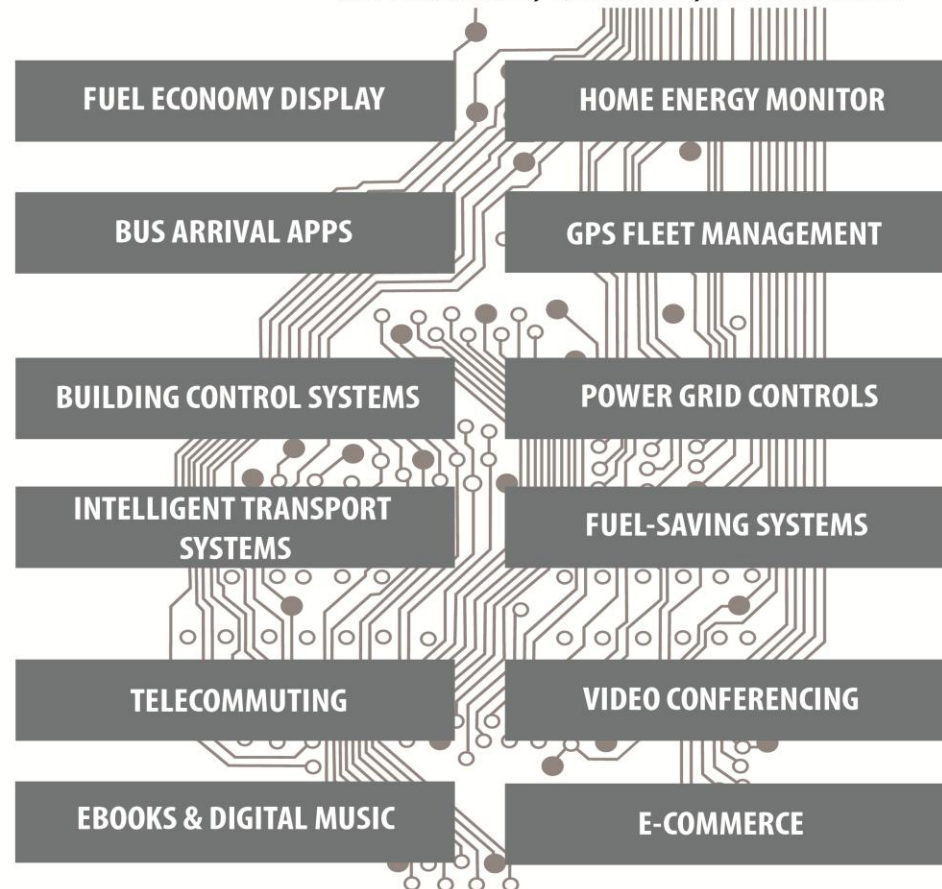 FUEL ECONOMY DISPLAY
HOME ENERGY MONITOR
BUS ARRIVAL APPS
GPS FLEET MANAGEMENT
BUILDING CONTROL SYSTEMS
POWER GRID CONTROLS
INTELLIGENT TRANSPORT
SYSTEMS
FUEL-SAVING SYSTEMS
TELECOMMUTING
VIDEO CONFERENCING
EBOOKS & DIGITAL MUSIC
E-COMMERCE